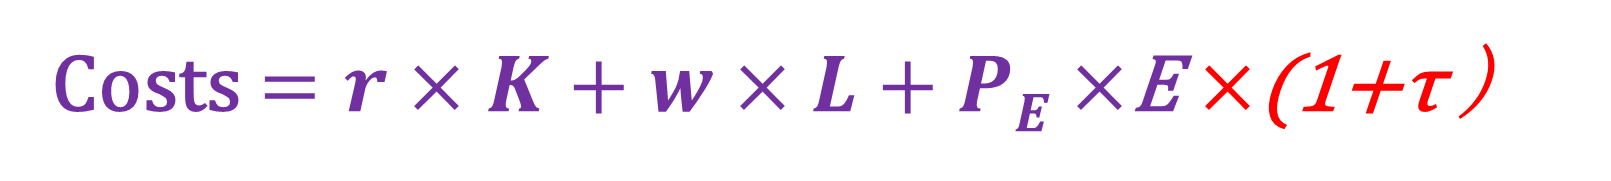 Costs = r × K + w × L + P_E × E × (1+τ)